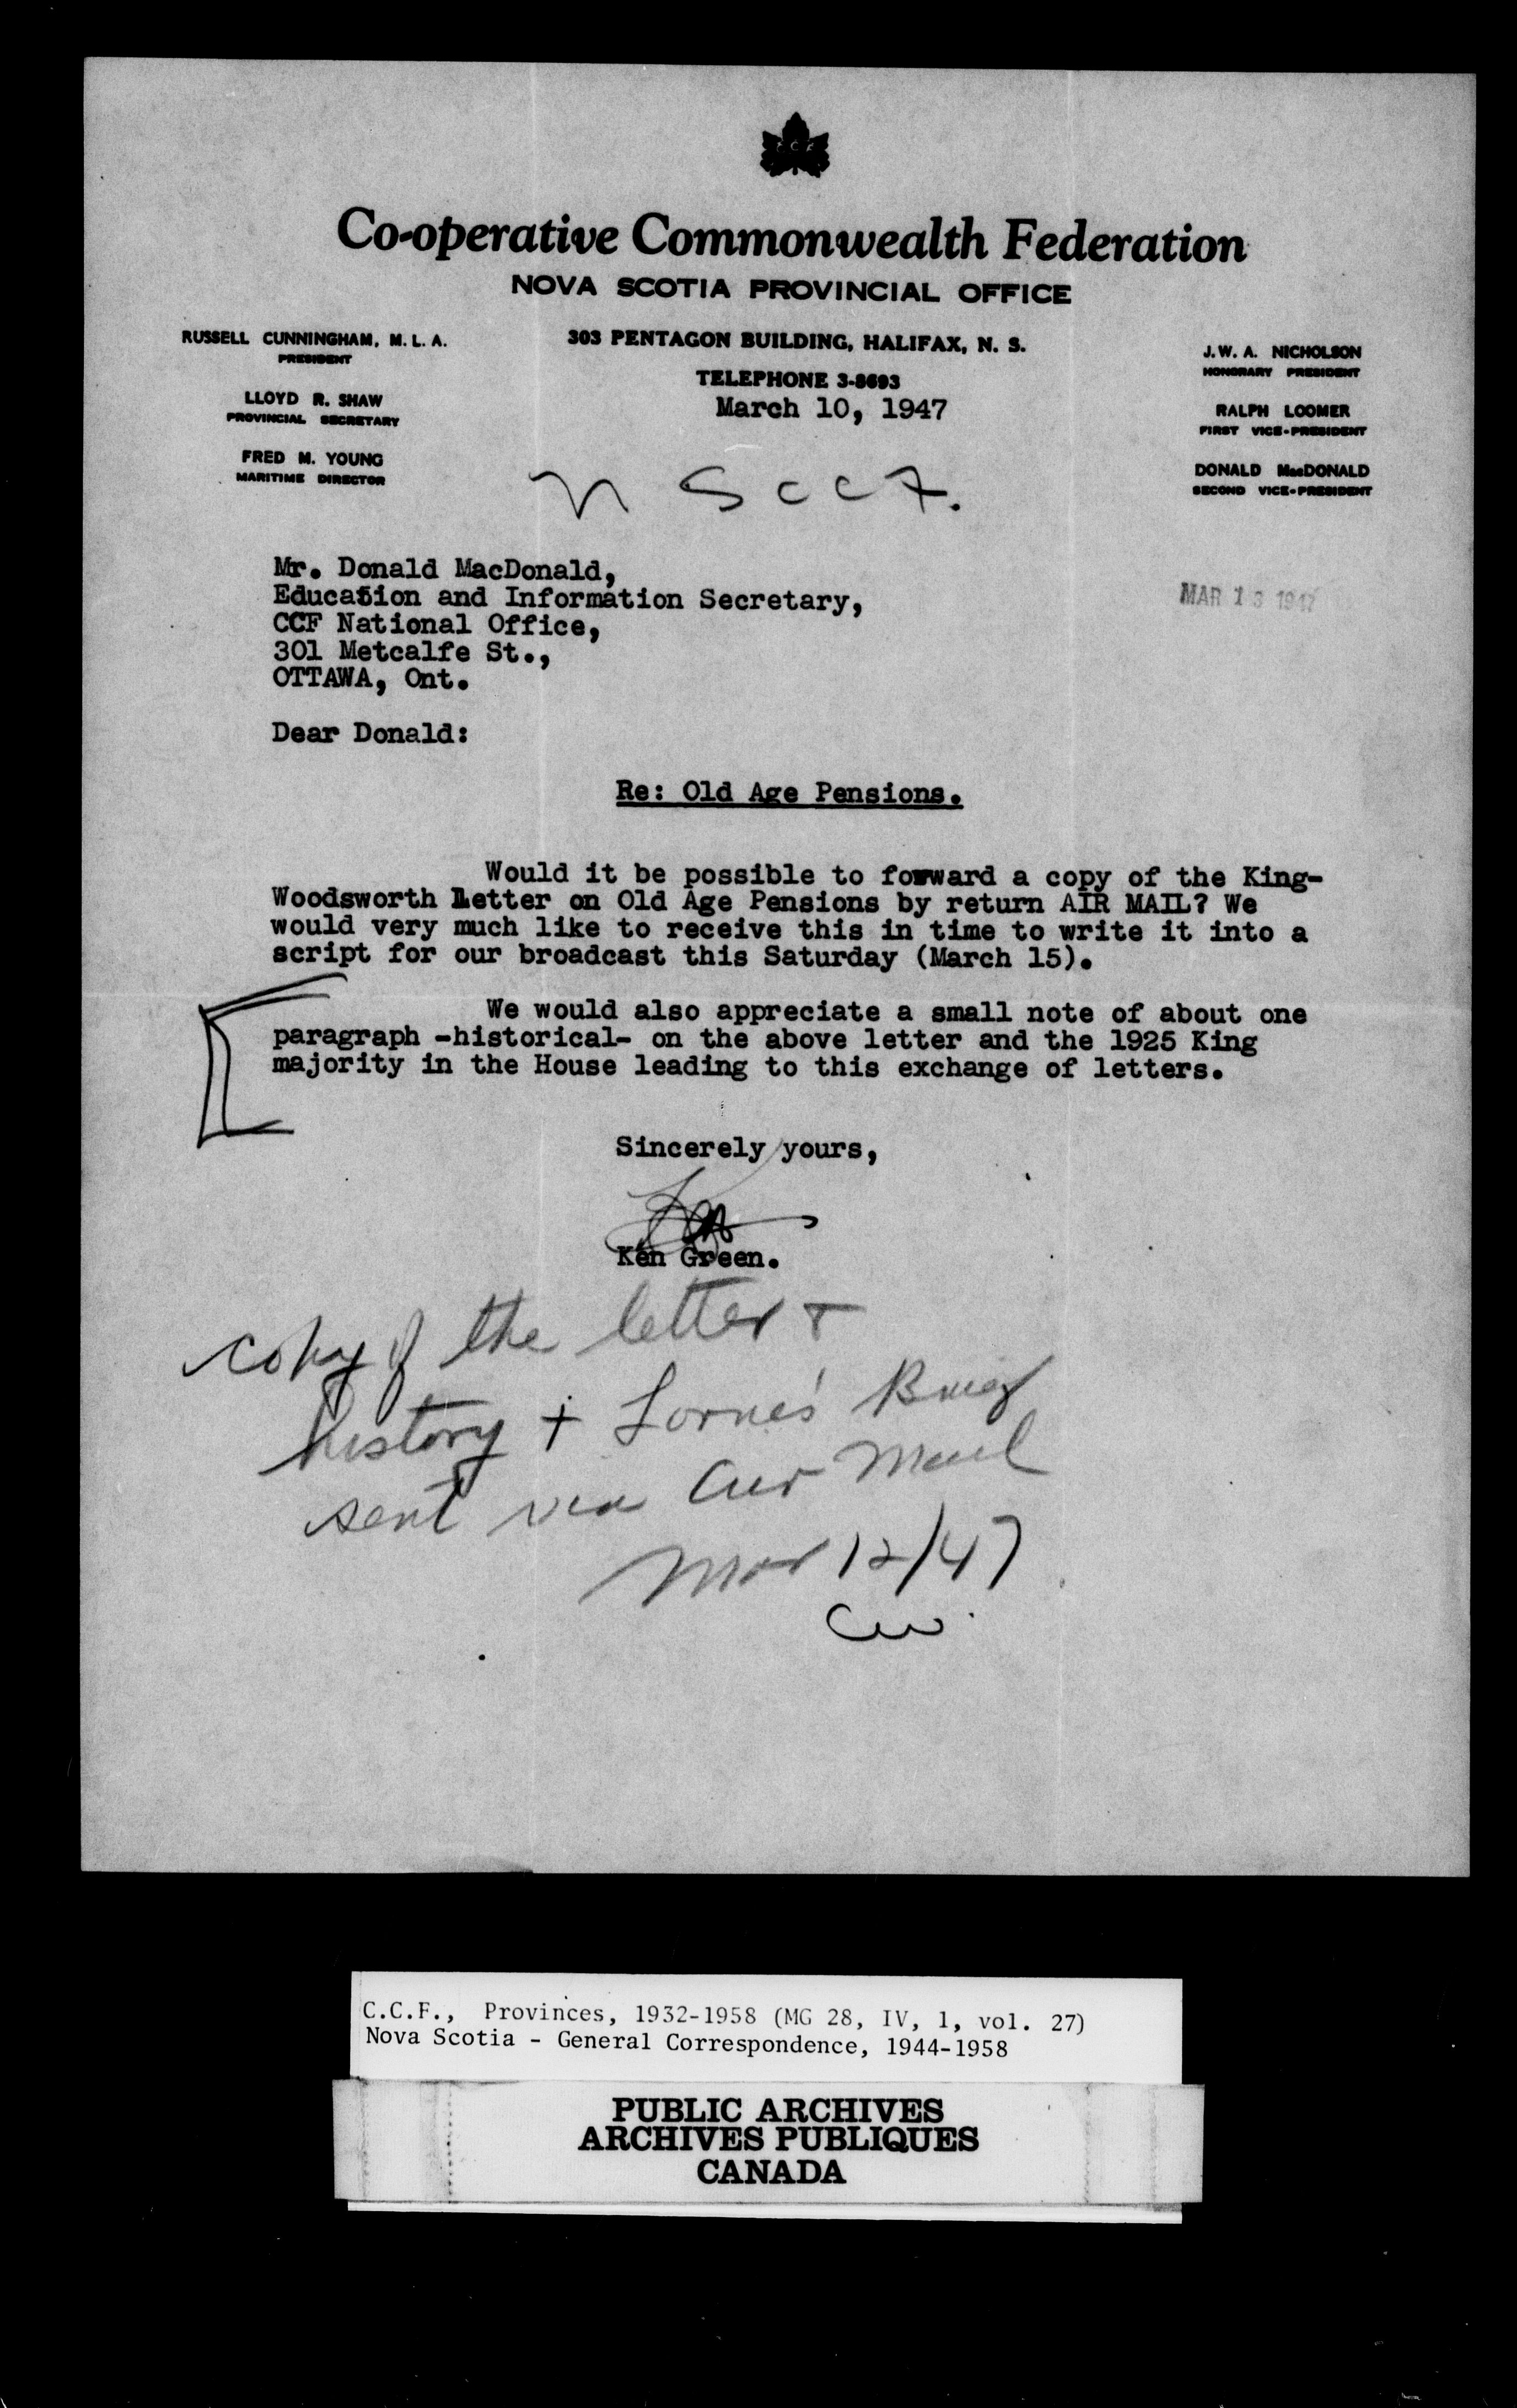 CCF
Co-operative Commonwealth Federation
NOVA SCOTIA PROVINCIAL OFFICE
RUSSELL CUNNINGHAM, M. L. A.
PRESIDENT
LLOYD R. SHAW
PROVINCIAL SECRETARY
FRED M. YOUNG
MARITIME DIRECTOR
303 PENTAGON BUILDING, HALIFAX, N. S.
TELEPHONE 3-8693
March 10, 1947
J. W. A. NICHOLSON
HONORARY PRESIDENT
RALPH LOOMER
FIRST VICE-PRESIDENT
DONALD MacDONALD
SECOND VICE-PRESIDENT
N S C C F.
Mr. Donald MacDonald,
Education and Information Secretary,
CCF National Office,
301 Metcalfe St.,
OTTAWA, Ont.
MAR 13 1947
Dear Donald:
Re: Old Age Pensions.
Would it be possible to forward a copy of the King-
Woodsworth Letter on Old Age Pensions by return AIR MAIL? We
would very much like to receive this in time to write it into a
script for our broadcast this Saturday (March 15).
We would also appreciate a small note of about one
paragraph -historical- on the above letter and the 1925 King
majority in the House leading to this exchange of letters.
Sincerely yours,
Ken
Ken Green.
copy of the letter &
history + Lorne's Brief
sent via Air Mail
Mar 12/47
CW.
C.C.F., Provinces, 1932-1958 (MG 28, IV, 1, vol. 27)
Nova Scotia - General Correspondence, 1944-1958
PUBLIC ARCHIVES
ARCHIVES PUBLIQUES
CANADA